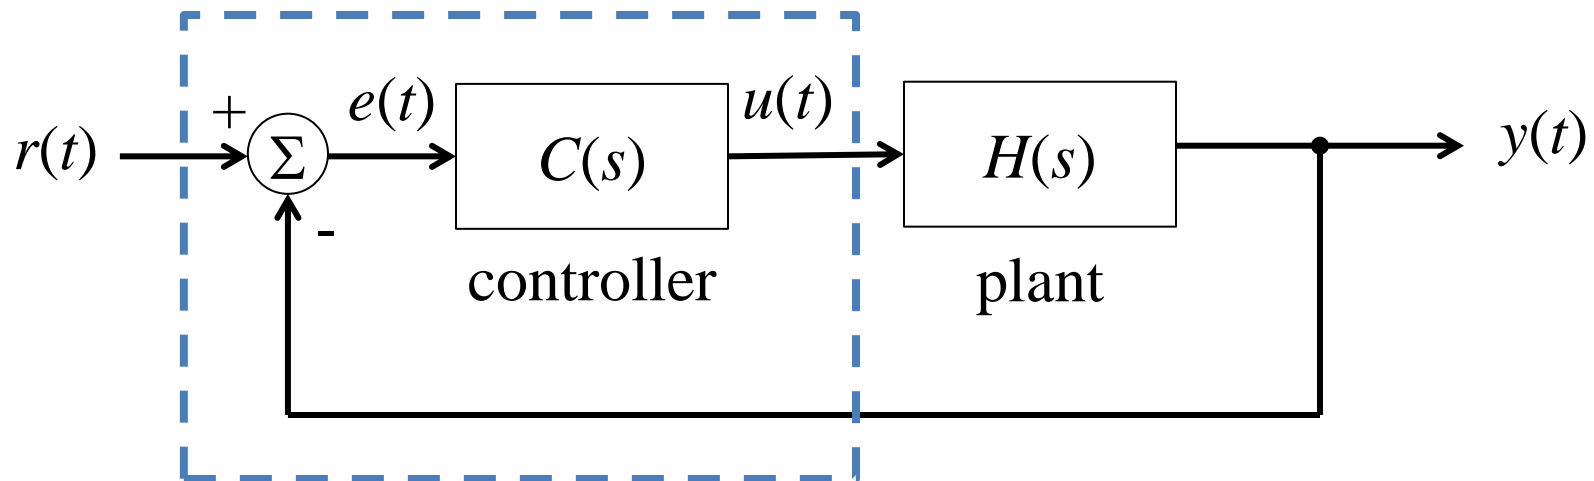 r(t)
+
Σ
-
e(t)
C(s)
controller
u(t)
H(s)
plant
y(t)